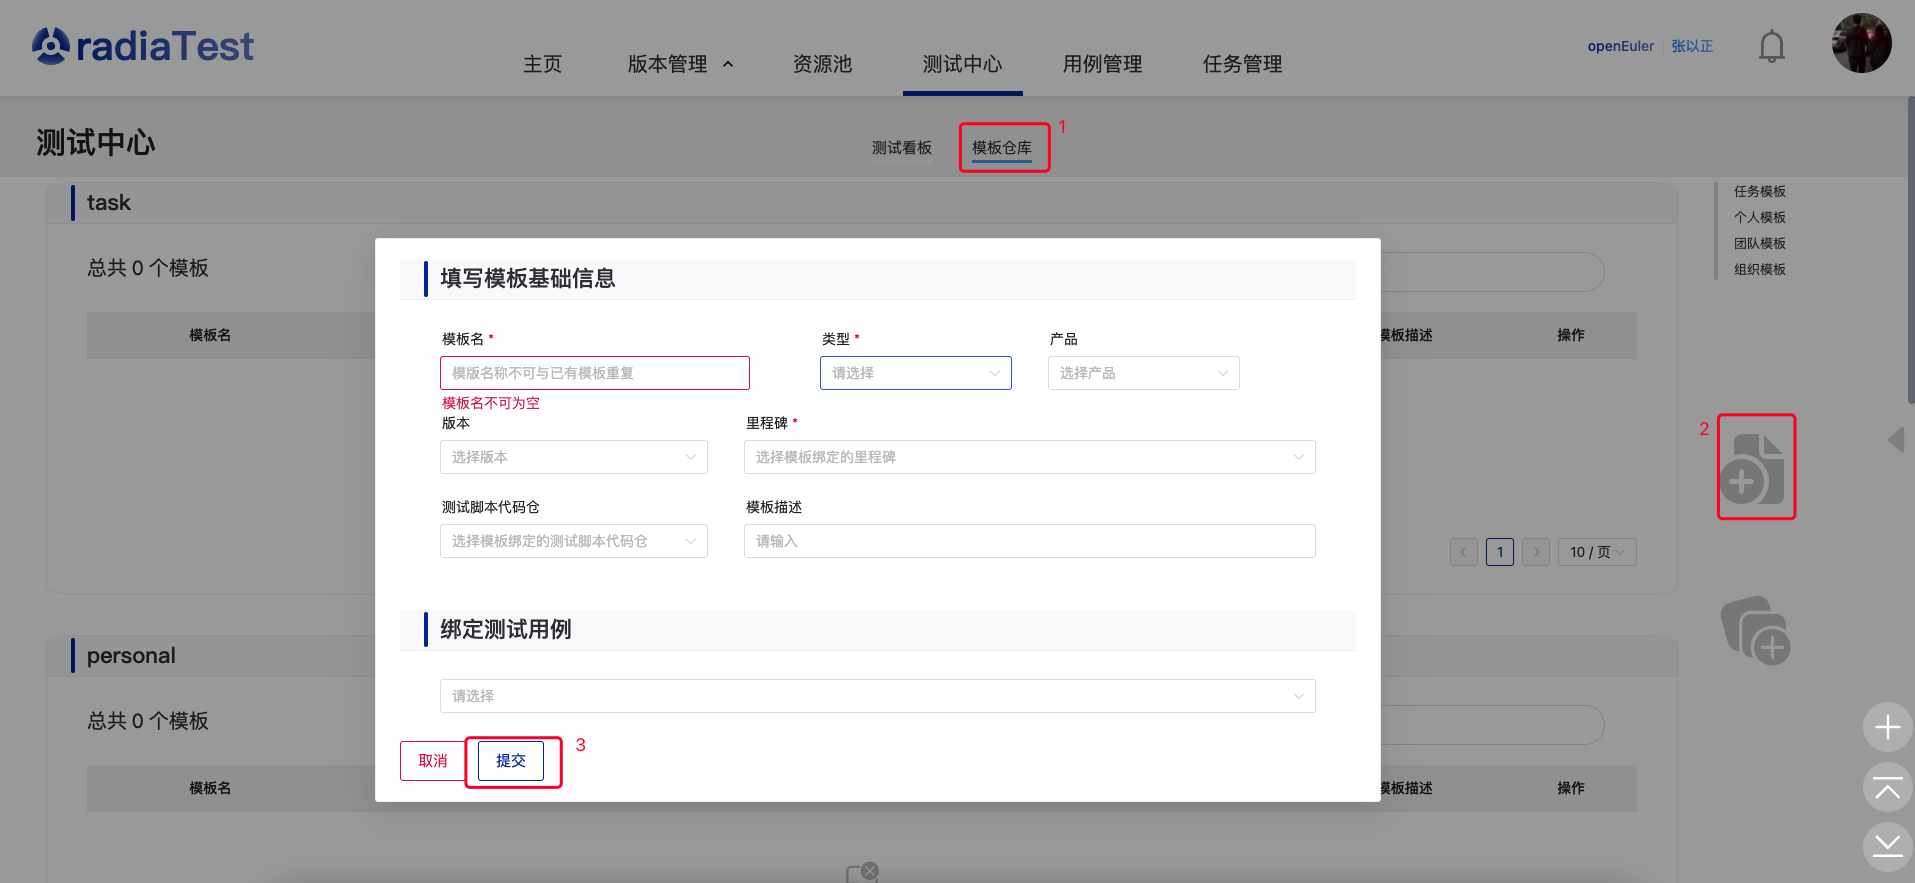 radiaTest
主页
版本管理
资源池
测试中心
用例管理
任务管理
openEuler
张以正
测试中心
测试看板
模板仓库
1
task
任务模板
个人模板
团队模板
组织模板
总共 0 个模板
模板名
模板描述
操作
填写模板基础信息
模板名 *
类型 *
产品
模版名称不可与已有模板重复
请选择
选择产品
模板名不可为空
版本
里程碑 *
选择版本
选择模板绑定的里程碑
测试脚本代码仓
模板描述
选择模板绑定的测试脚本代码仓
请输入
2
1
10 / 页
绑定测试用例
请选择
取消
提交
3
personal
总共 0 个模板
模板名
模板描述
操作